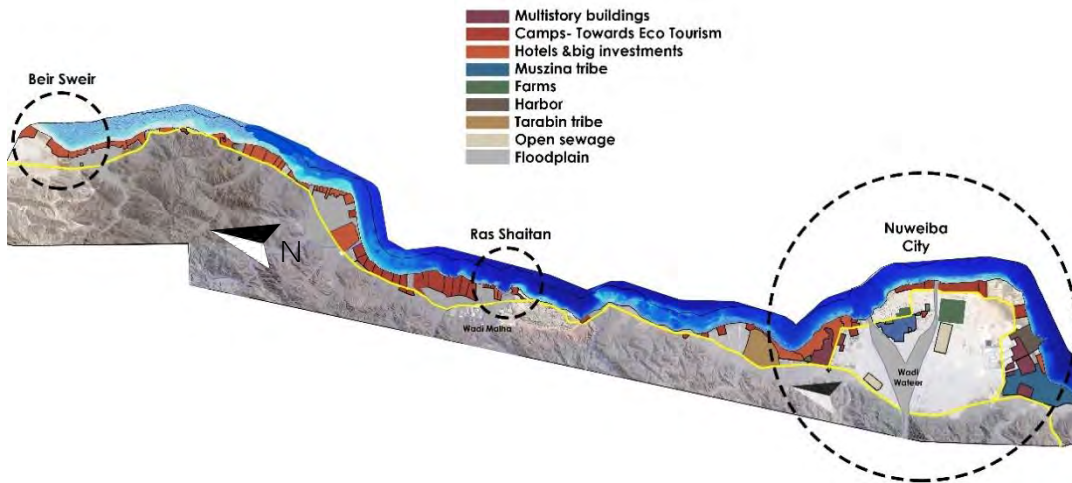 Multistory buildings
Camps- Towards Eco Tourism
Hotels &big investments
Muszina tribe
Farms
Harbor
Tarabin tribe
Open sewage
Floodplain
Beir Sweir
N
Ras Shaitan
Wadi Malha
Nuweiba
City
Wadi
Wateer